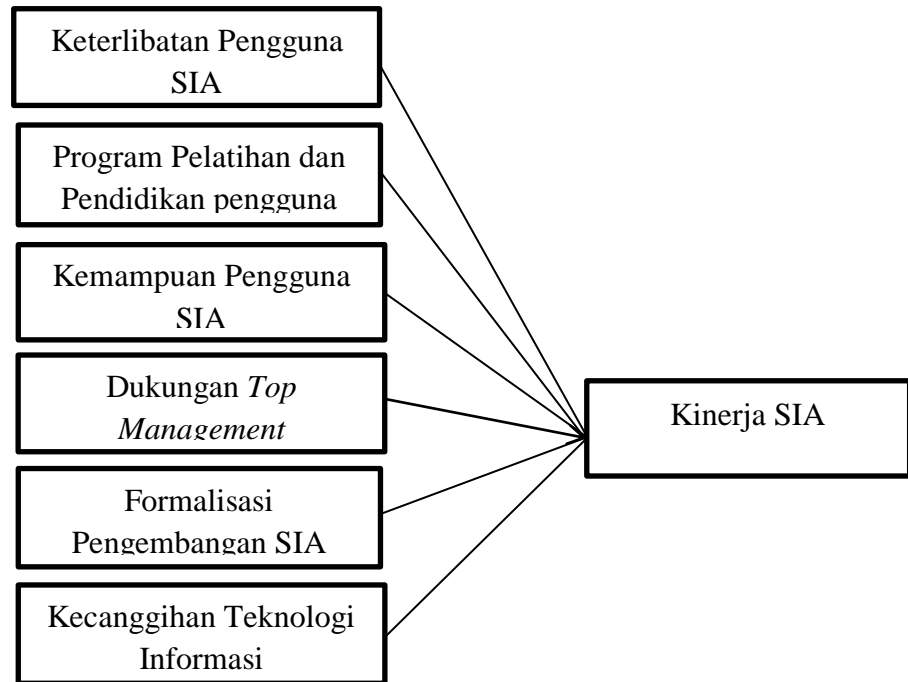 Keterlibatan Pengguna
SIA
Program Pelatihan dan
Pendidikan pengguna
Kemampuan Pengguna
SIA
Dukungan Top
Management
Formalisasi
Pengembangan SIA
Kecanggihan Teknologi
Informasi
Kinerja SIA